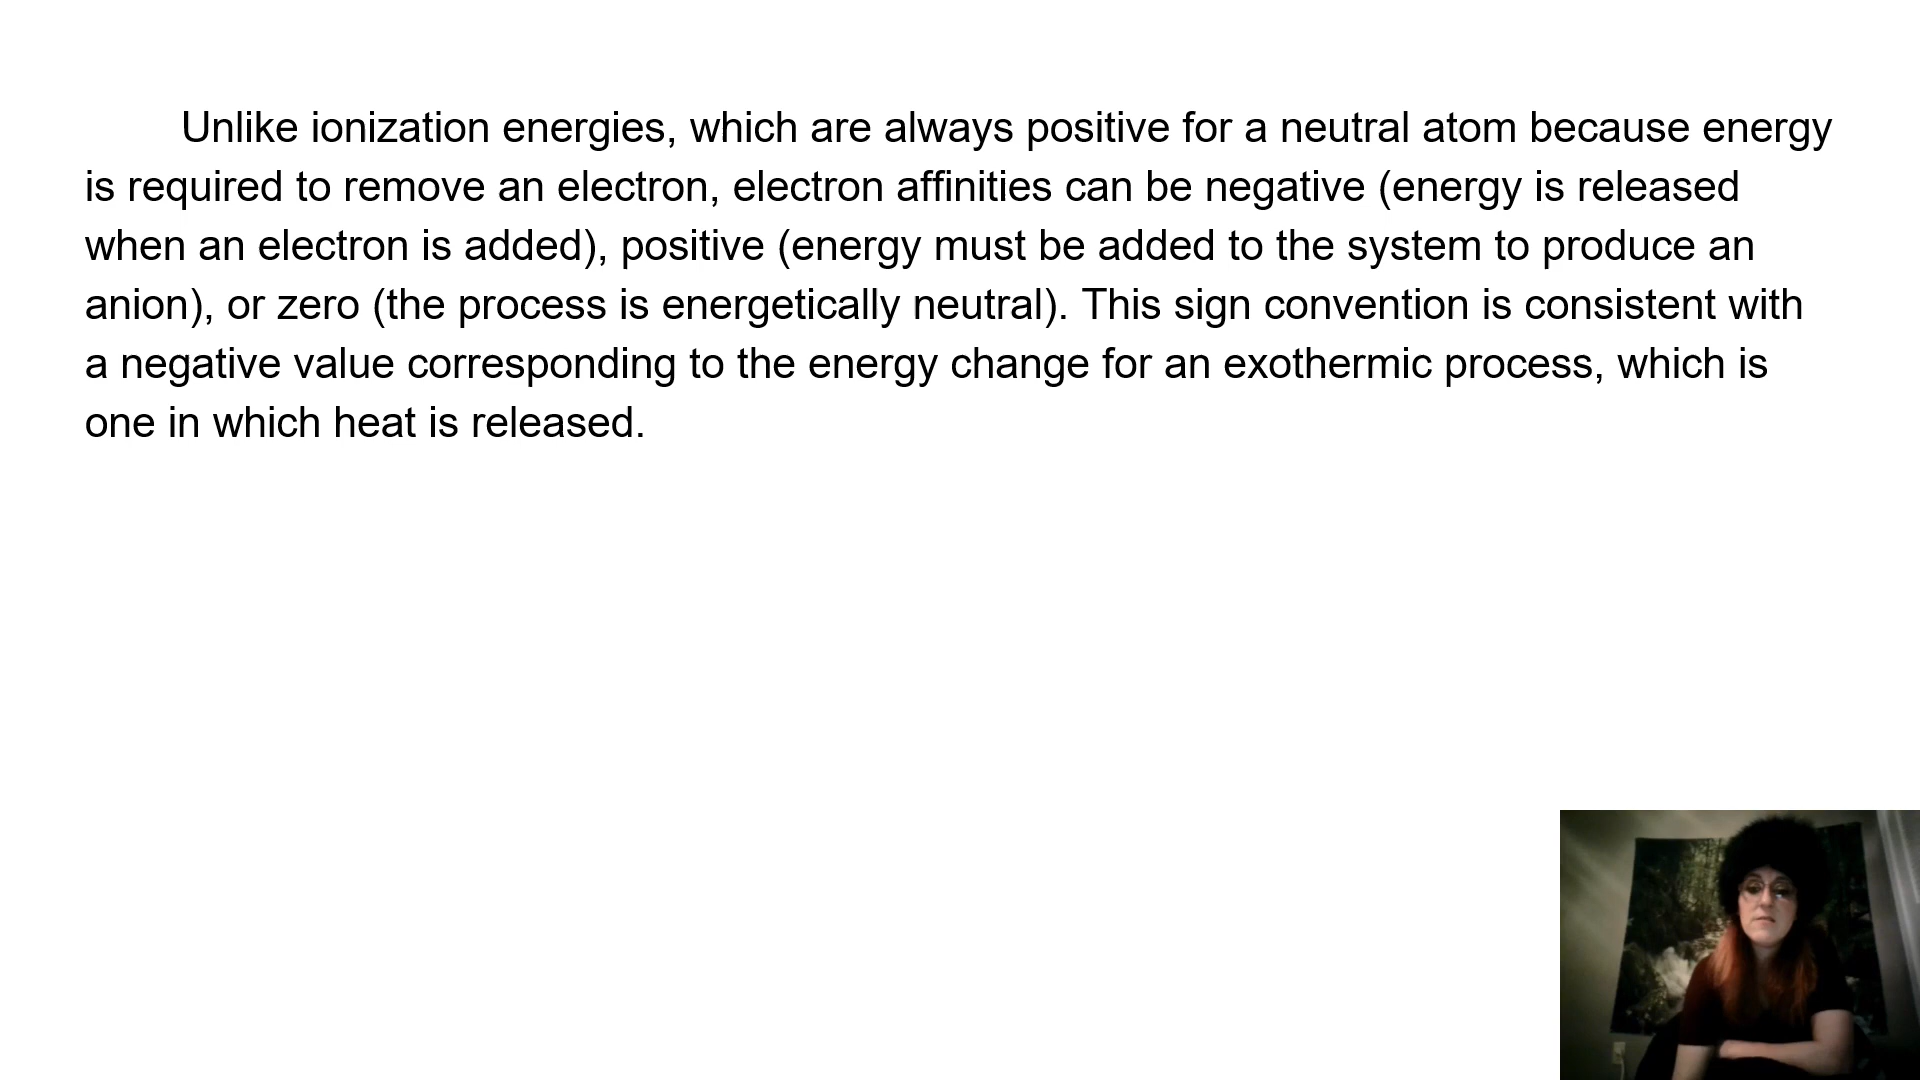 Unlike ionization energies, which are always positive for a neutral atom because energy
is required to remove an electron, electron affinities can be negative (energy is released
when an electron is added), positive (energy must be added to the system to produce an
anion), or zero (the process is energetically neutral). This sign convention is consistent with
a negative value corresponding to the energy change for an exothermic process, which is
one in which heat is released.